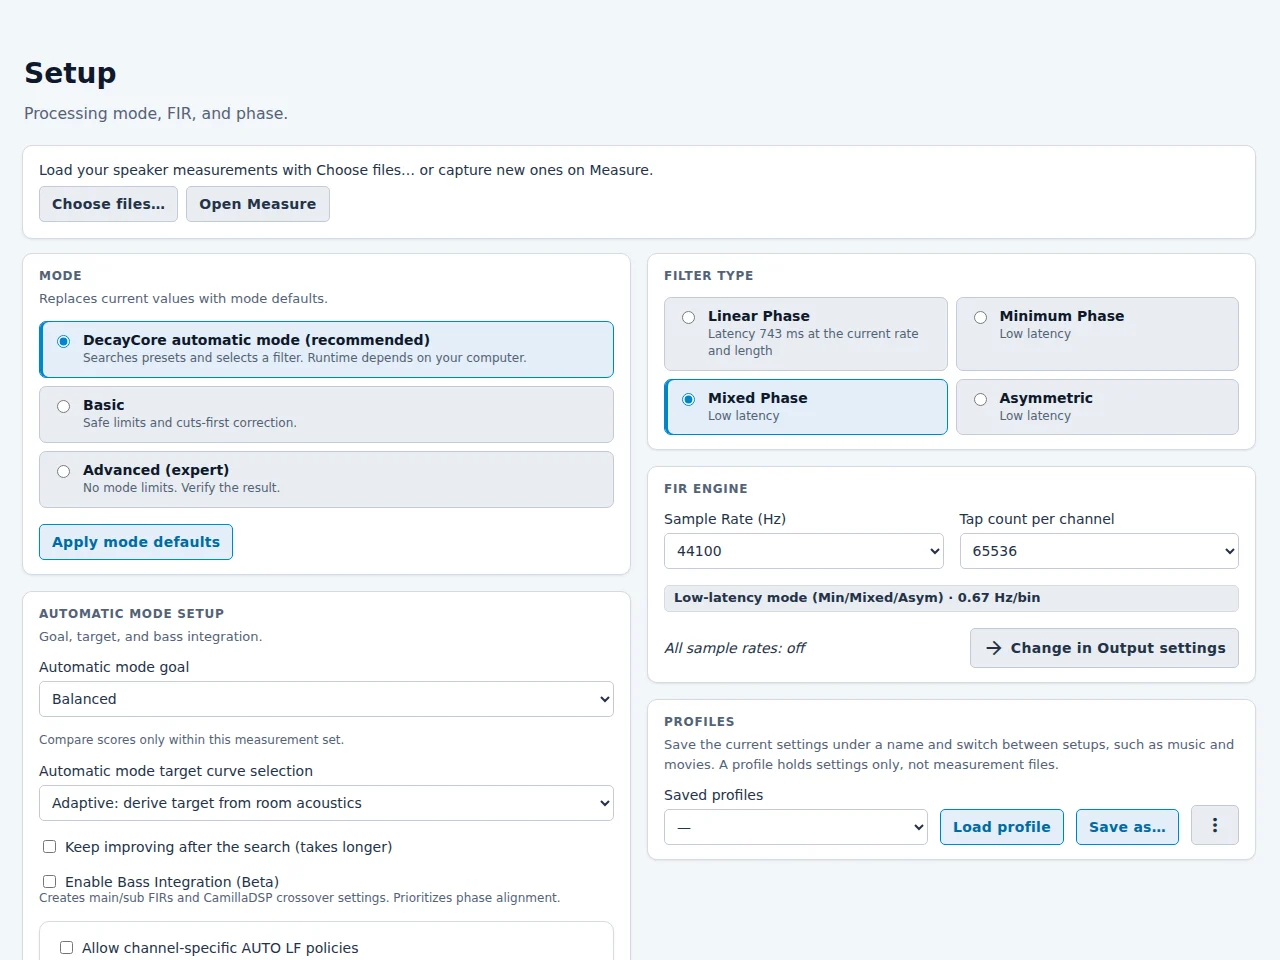 Setup
Processing mode, FIR, and phase.
Load your speaker measurements with Choose files… or capture new ones on Measure.
Choose files…
Open Measure
MODE
Replaces current values with mode defaults.
DecayCore automatic mode (recommended)
Searches presets and selects a filter. Runtime depends on your computer.
Basic
Safe limits and cuts-first correction.
Advanced (expert)
No mode limits. Verify the result.
Apply mode defaults
AUTOMATIC MODE SETUP
Goal, target, and bass integration.
Automatic mode goal
Balanced
Compare scores only within this measurement set.
Automatic mode target curve selection
Adaptive: derive target from room acoustics
Keep improving after the search (takes longer)
Enable Bass Integration (Beta)
Creates main/sub FIRs and CamillaDSP crossover settings. Prioritizes phase alignment.
Allow channel-specific AUTO LF policies
FILTER TYPE
Linear Phase
Latency 743 ms at the current rate
and length
Minimum Phase
Low latency
Mixed Phase
Low latency
Asymmetric
Low latency
FIR ENGINE
Sample Rate (Hz)
44100
Tap count per channel
65536
Low-latency mode (Min/Mixed/Asym) · 0.67 Hz/bin
All sample rates: off
Change in Output settings
PROFILES
Save the current settings under a name and switch between setups, such as music and
movies. A profile holds settings only, not measurement files.
Saved profiles
—
Load profile
Save as…